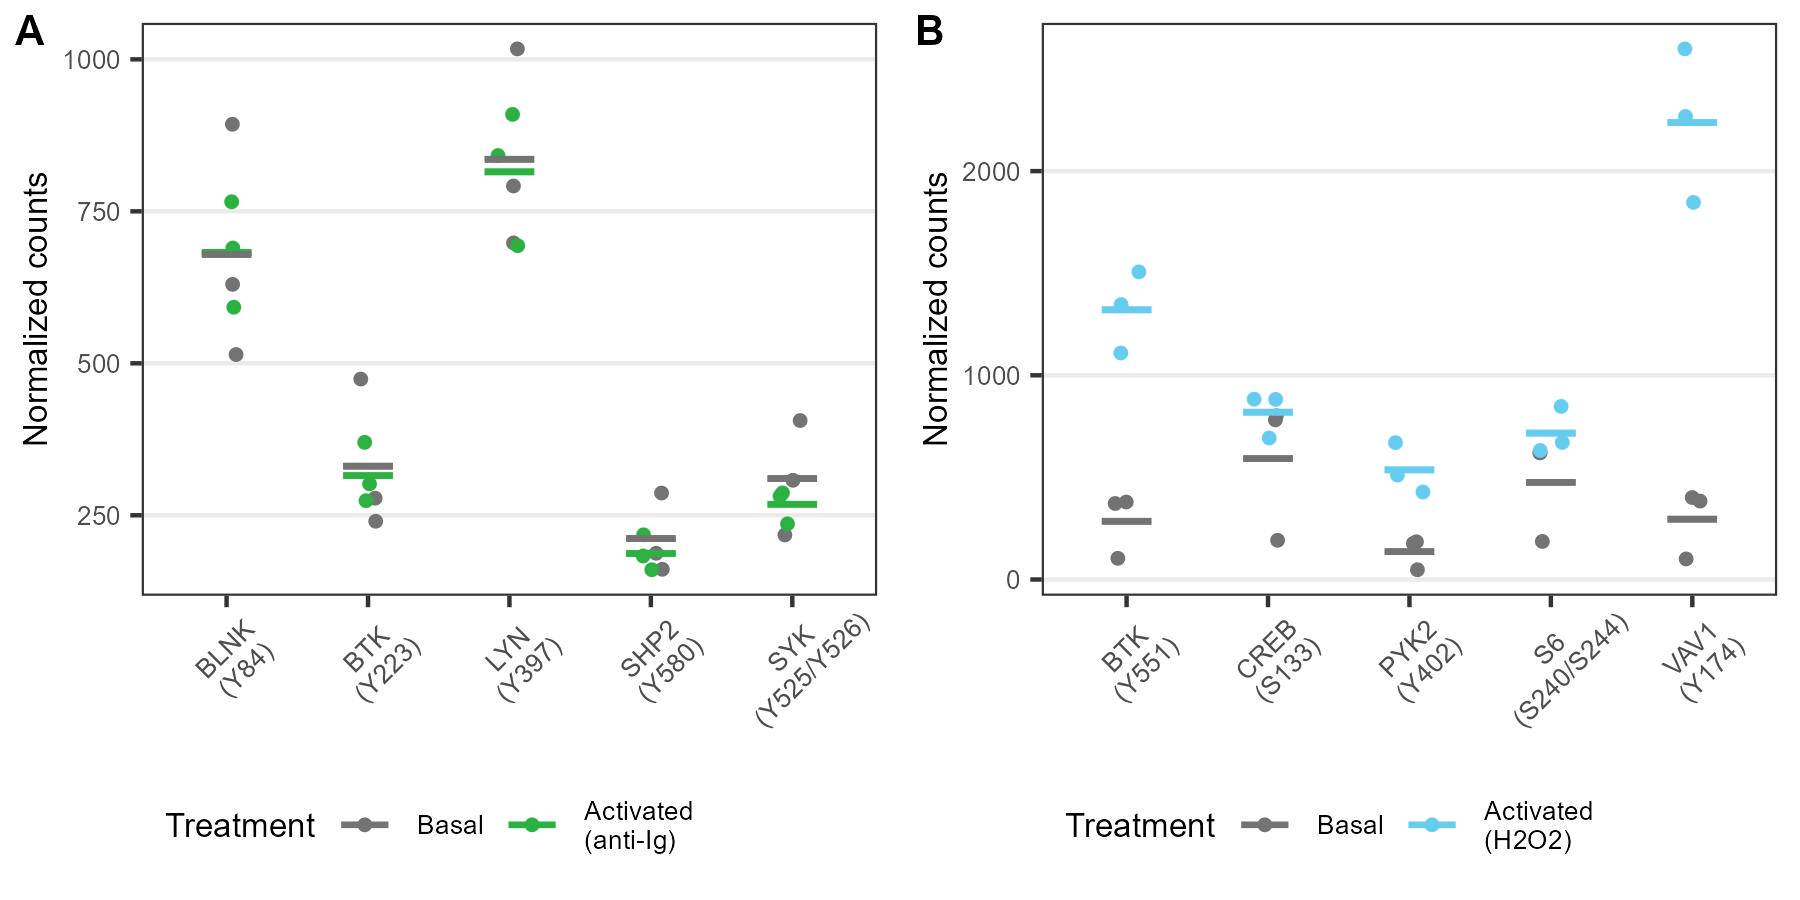 A
Normalized counts
1000
750
500
250
BLNK
(Y84)
BTK
(Y223)
LYN
(Y397)
SHP2
(Y580)
SYK
(Y525/Y526)
Treatment
Basal
Activated
(anti-Ig)
B
Normalized counts
2000
1000
0
BTK
(Y551)
CREB
(S133)
PYK2
(Y402)
S6
(S240/S244)
VAV1
(Y174)
Treatment
Basal
Activated
(H2O2)